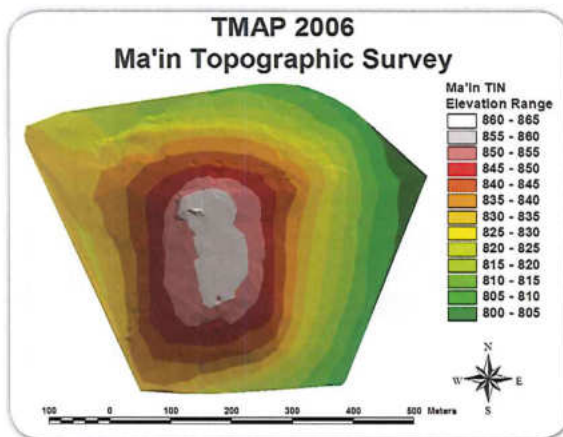 TMAP 2006
Ma'in Topographic Survey
Ma'in TIN
Elevation Range
860 - 865
855 - 860
850 - 855
845 - 850
840 - 845
835 - 840
830 - 835
825 - 830
820 - 825
815 - 820
810 - 815
805 - 810
800 - 805
N
W E
S
100 0 100 200 300 400 500 Meters